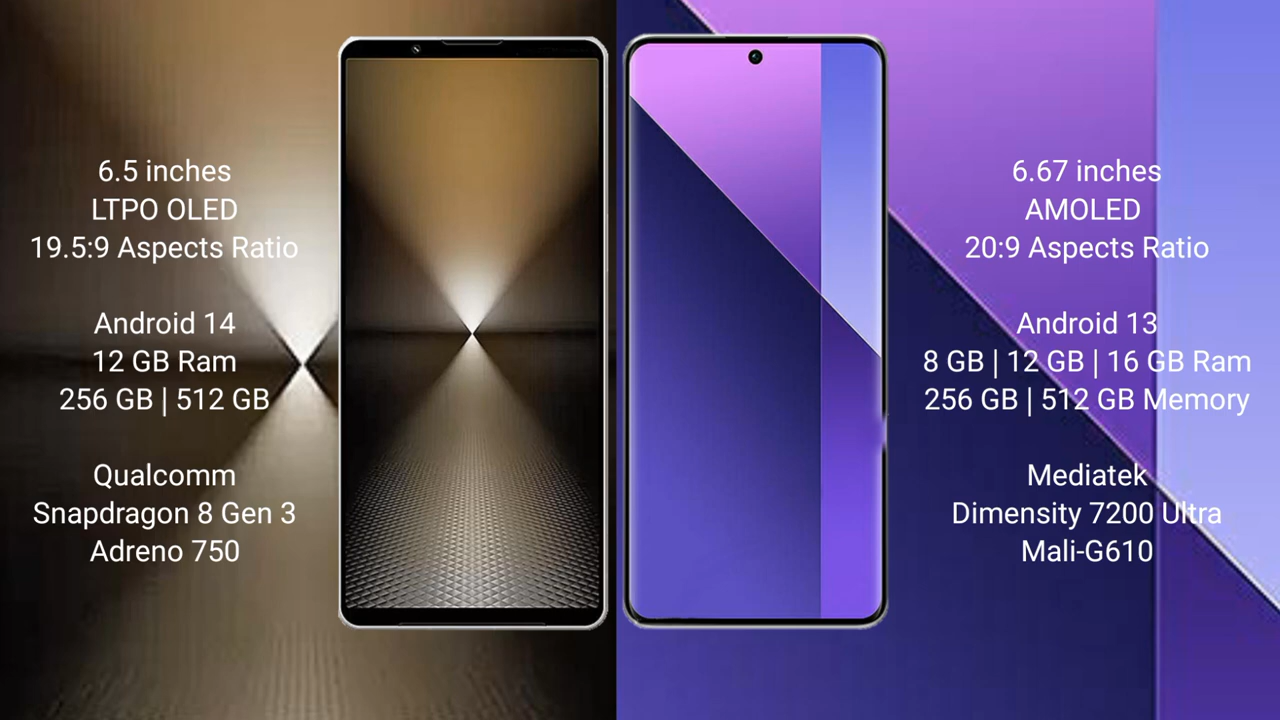 6.5 inches
LTPO OLED
19.5:9 Aspects Ratio
Android 14
12 GB Ram
256 GB | 512 GB
Qualcomm
Snapdragon 8 Gen 3
Adreno 750
6.67 inches
AMOLED
20:9 Aspects Ratio
Android 13
8 GB | 12 GB | 16 GB Ram
256 GB | 512 GB Memory
Mediatek
Dimensity 7200 Ultra
Mali-G610